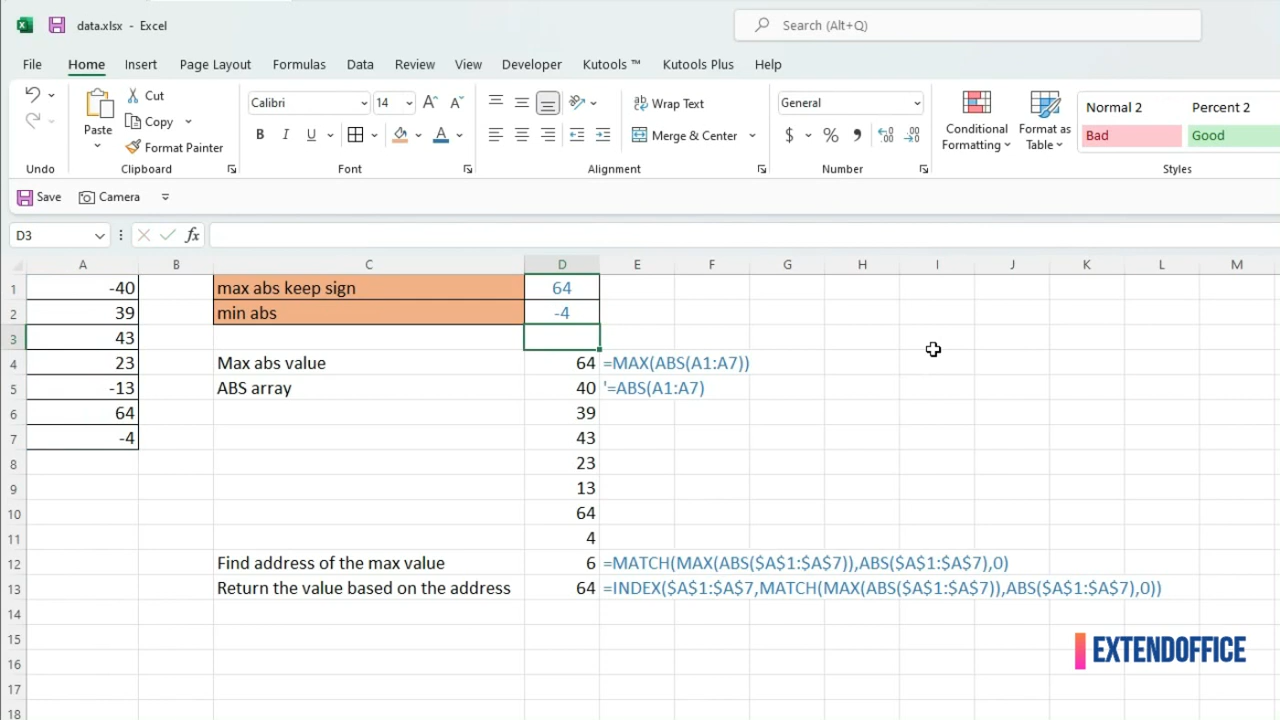 data.xlsx - Excel
Search (Alt+Q)
File Home Insert Page Layout Formulas Data Review View Developer Kutools ™ Kutools Plus Help
Cut
Copy
Format Painter
Paste
Undo
Clipboard
Calibri 14
B I U A
Font
Wrap Text
Merge & Center
Alignment
General
$ % 9
Number
Conditional Formatting
Format as Table
Normal 2 Percent 2
Bad Good
Styles
Save Camera
D3 fx
A B C D E F G H I J K L M
1 -40 max abs keep sign 64
2 39 min abs -4
3 43
4 23 Max abs value 64 =MAX(ABS(A1:A7))
5 -13 ABS array 40 '=ABS(A1:A7)
6 64 39
7 -4 43
8 23
9 13
10 64
11 4
12 Find address of the max value 6 =MATCH(MAX(ABS($A$1:$A$7)),ABS($A$1:$A$7),0)
13 Return the value based on the address 64 =INDEX($A$1:$A$7,MATCH(MAX(ABS($A$1:$A$7)),ABS($A$1:$A$7),0))
14
15
16
17
18
EXTENDOFFICE